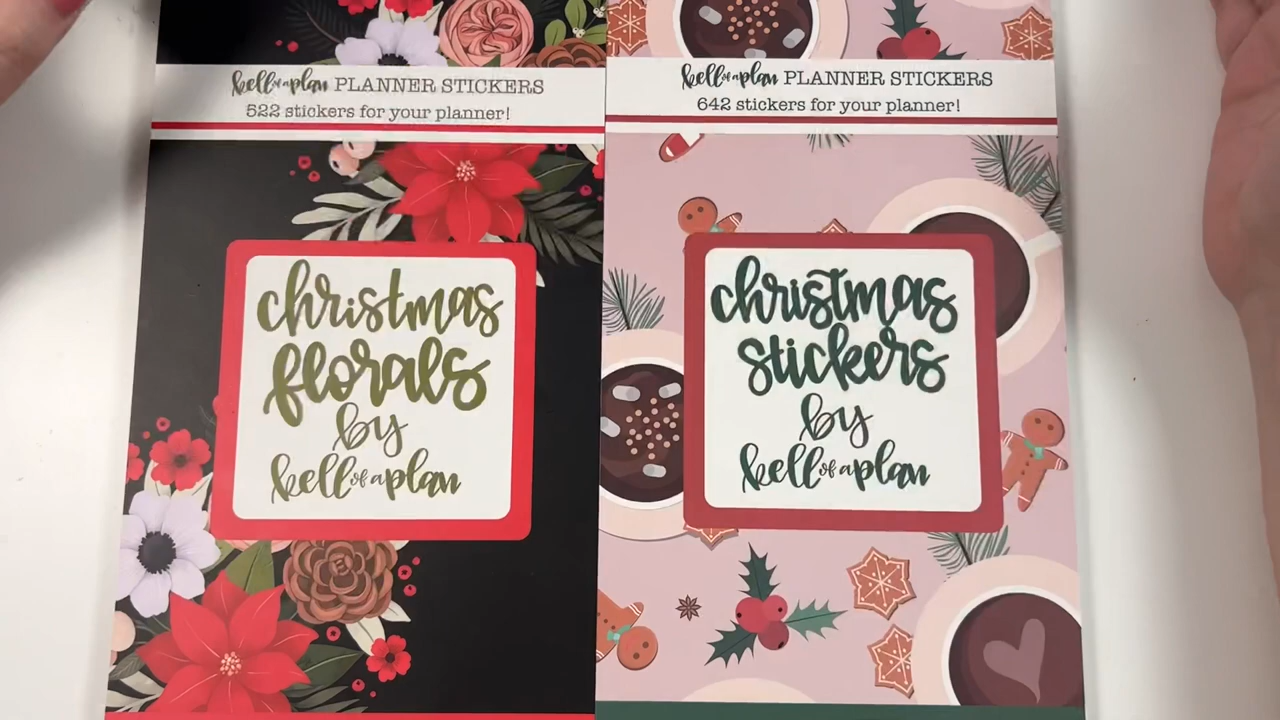 kell of a plan PLANNER STICKERS
522 stickers for your planner!
christmas
florals
by
kell of a plan
kell of a plan PLANNER STICKERS
642 stickers for your planner!
christmas
stickers
by
kell of a plan